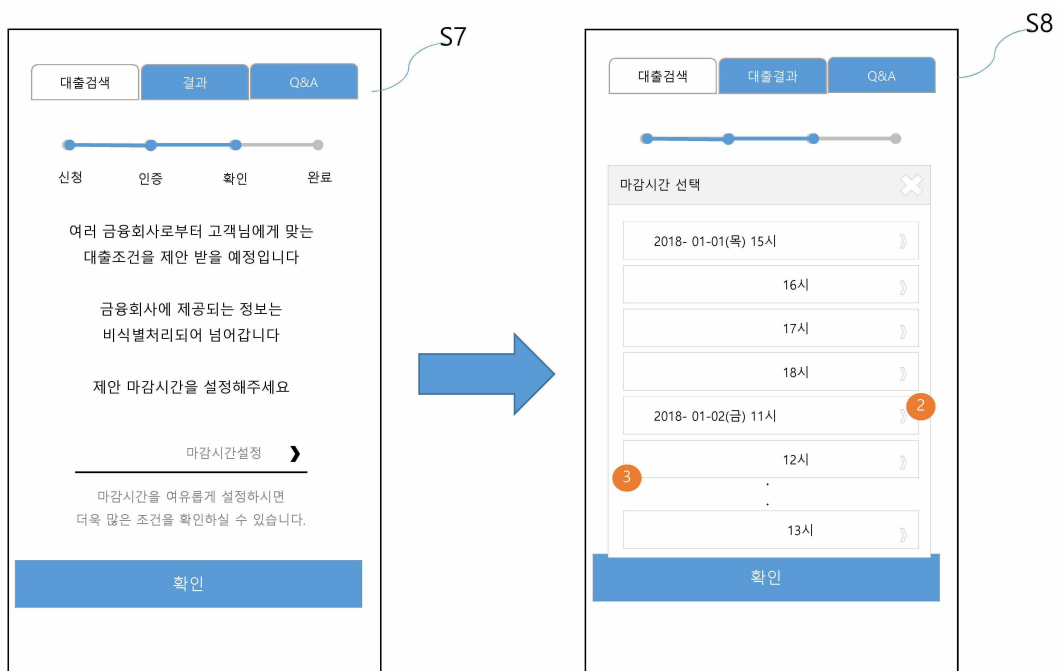 S7
대출검색 결과 Q&A
신청 인증 확인 완료
여러 금융회사로부터 고객님에게 맞는
대출조건을 제안 받을 예정입니다
금융회사에 제공되는 정보는
비식별처리되어 넘어갑니다
제안 마감시간을 설정해주세요
마감시간설정
마감시간을 여유롭게 설정하시면
더욱 많은 조건을 확인하실 수 있습니다.
확인
S8
대출검색 대출결과 Q&A
마감시간 선택
2018- 01-01(목) 15시
16시
17시
18시
2018- 01-02(금) 11시
2
12시
3
.
.
13시
확인